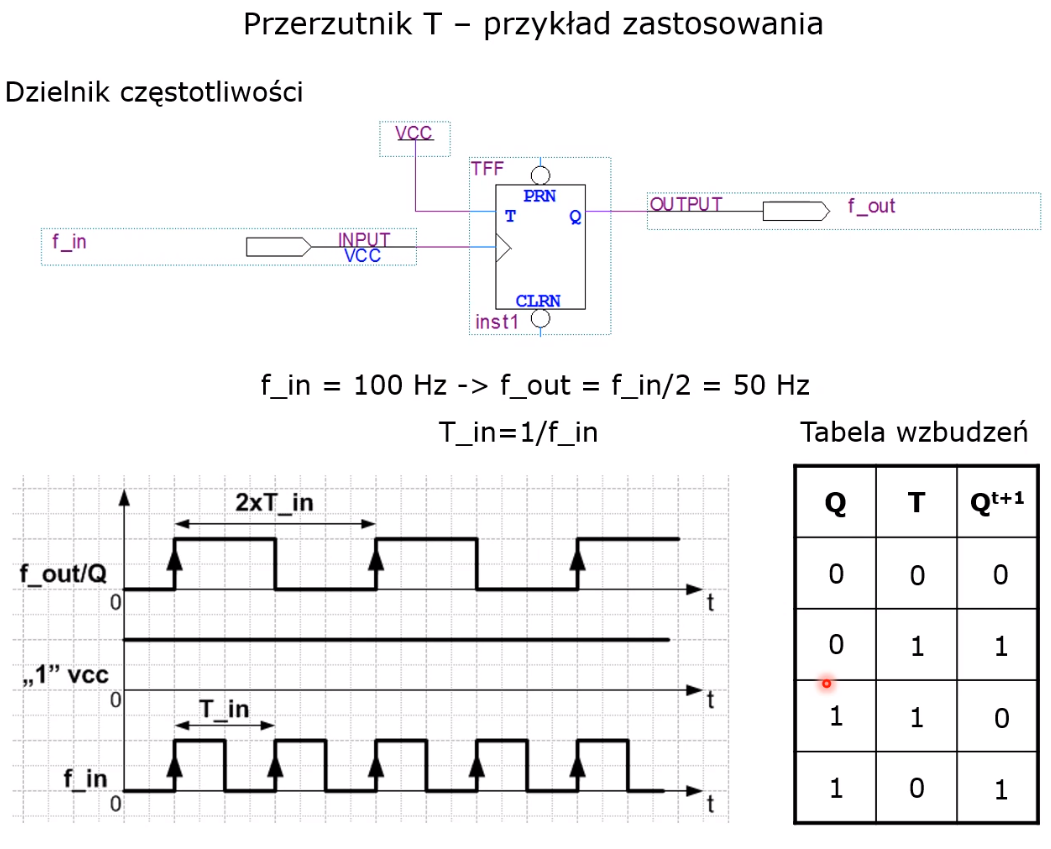 Przerzutnik T – przykład zastosowania
Dzielnik częstotliwości
VCC
TFF
PRN
T
Q
OUTPUT
f_out
f_in
INPUT
VCC
CLRN
inst1
f_in = 100 Hz -> f_out = f_in/2 = 50 Hz
T_in=1/f_in
Tabela wzbudzeń
2xT_in
f_out/Q
0
t
„1” vcc
0
t
T_in
f_in
0
t
Q T Qt+1
0 0 0
0 1 1
1 1 0
1 0 1